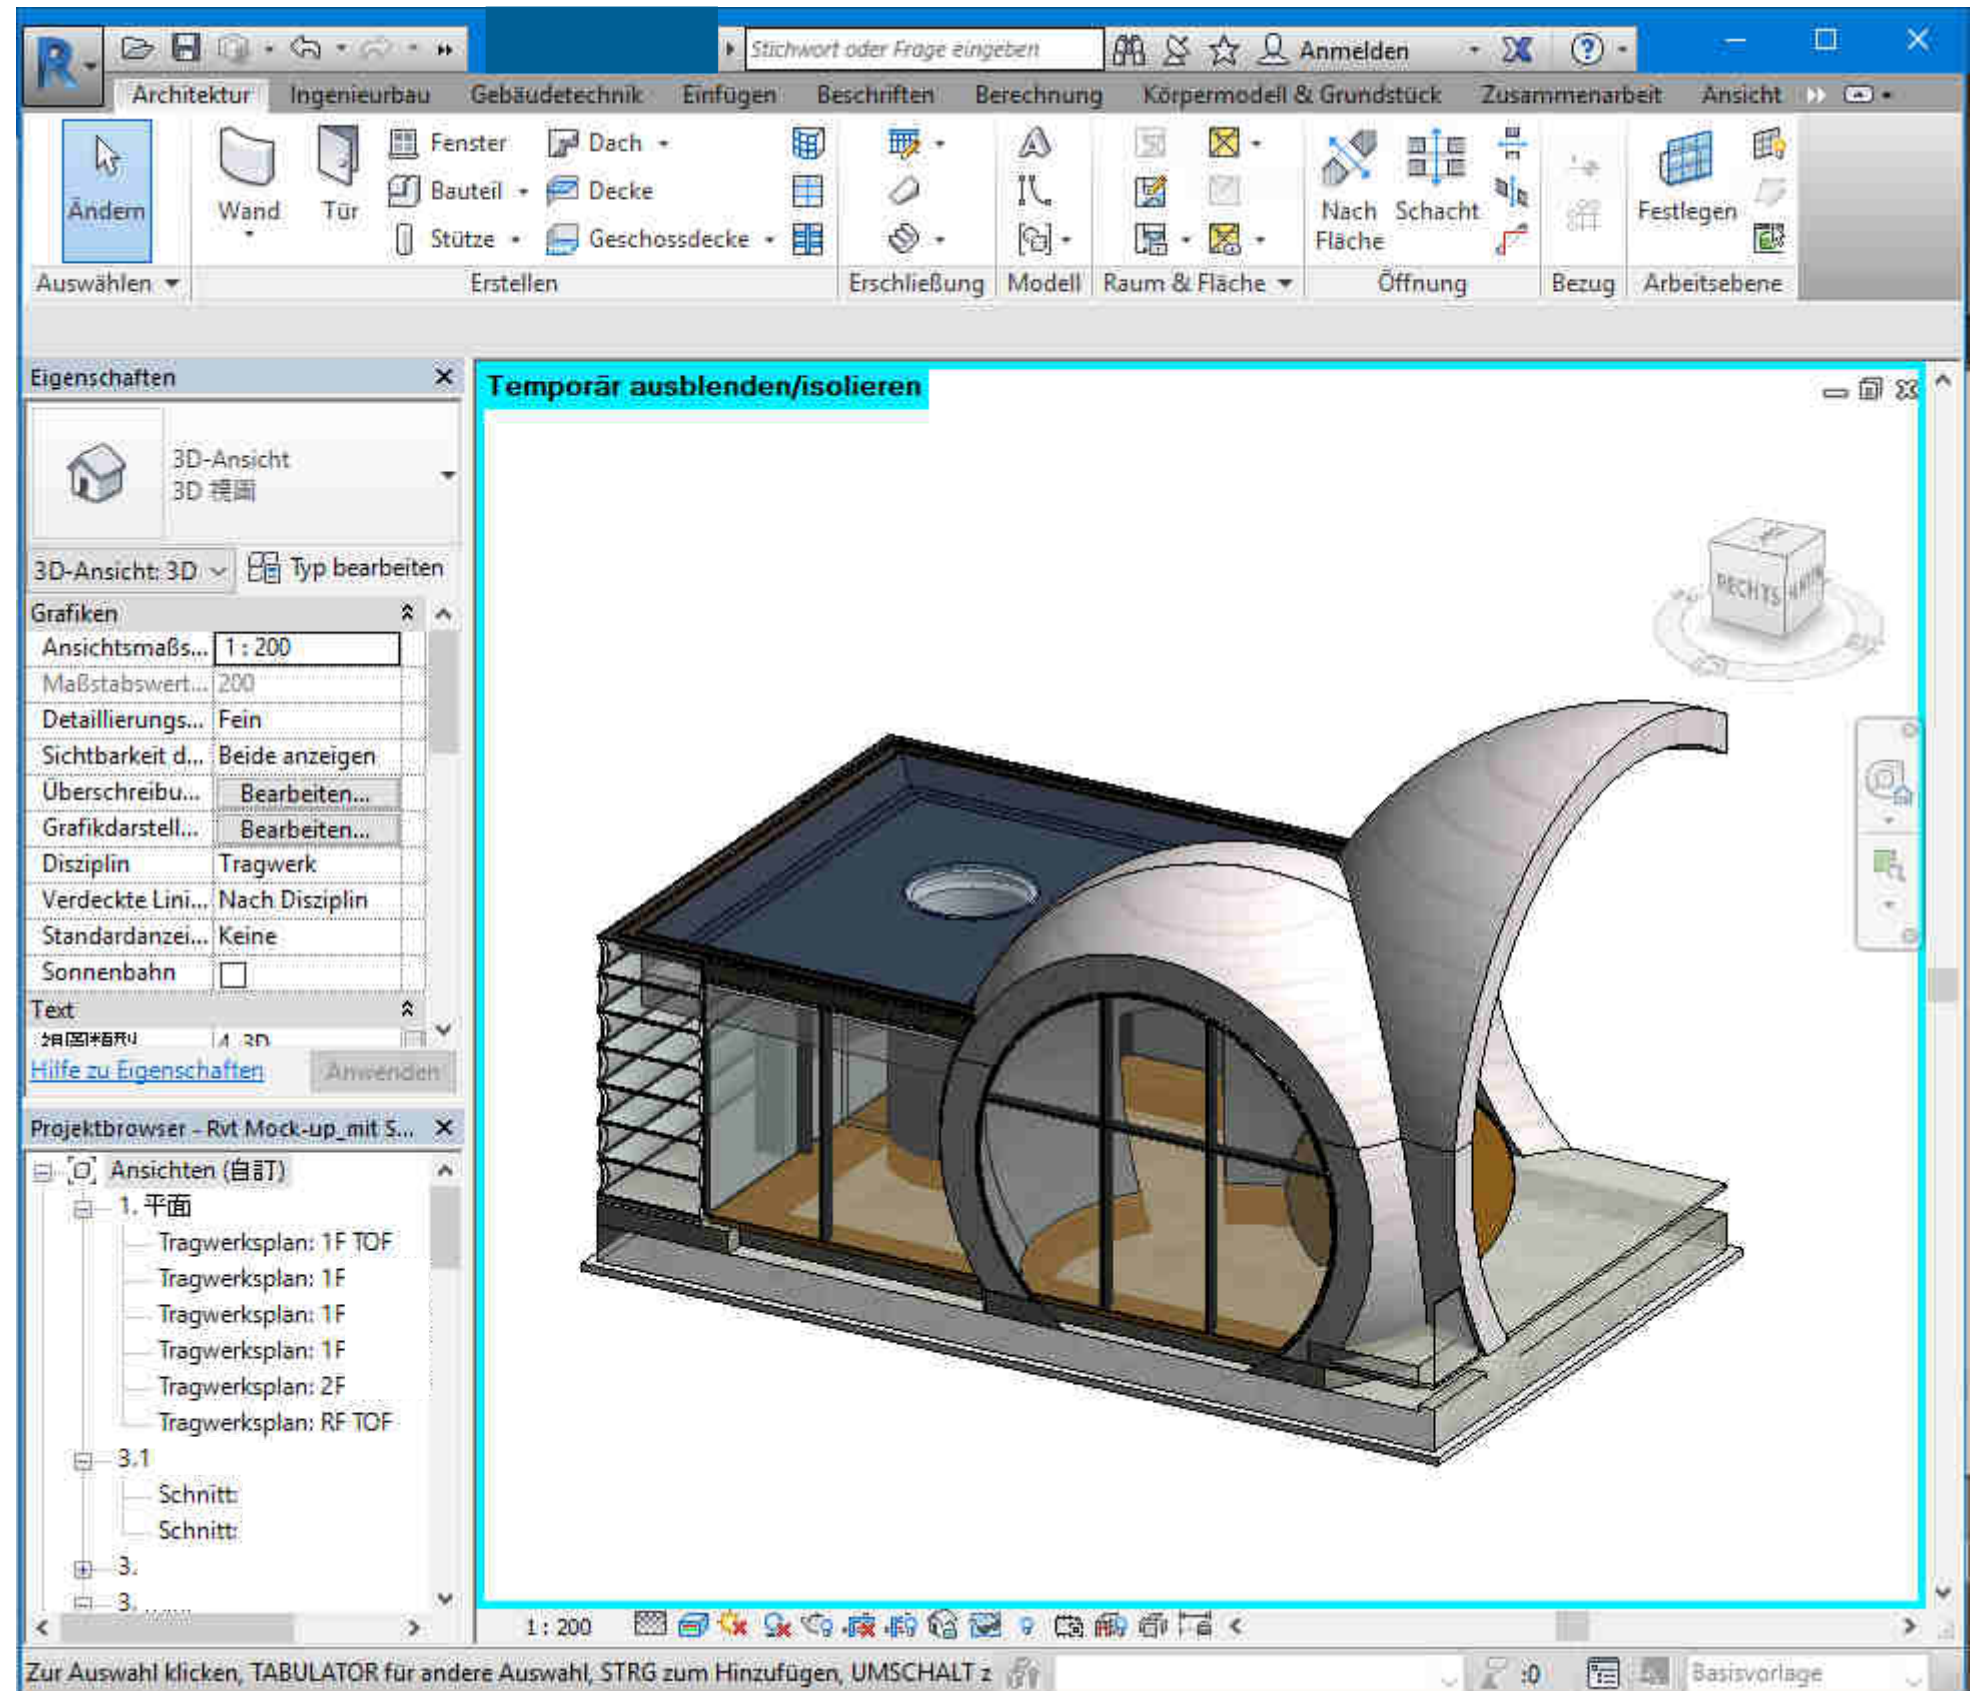 Stichwort oder Frage eingeben
Anmelden
Architektur Ingenieurbau Gebäudetechnik Einfügen Beschriften Berechnung Körpermodell & Grundstück Zusammenarbeit Ansicht
Ändern
Wand
Tür
Fenster
Bauteil
Stütze
Dach
Decke
Geschossdecke
Nach Fläche
Schacht
Festlegen
Auswählen
Erstellen
Erschließung
Modell
Raum & Fläche
Öffnung
Bezug
Arbeitsebene
Eigenschaften
3D-Ansicht
3D 視圖
3D-Ansicht: 3D
Typ bearbeiten
Grafiken
Ansichtsmaßs... 1 : 200
Maßstabswert... 200
Detaillierungs... Fein
Sichtbarkeit d... Beide anzeigen
Überschreibu... Bearbeiten...
Grafikdarstell... Bearbeiten...
Disziplin Tragwerk
Verdeckte Lini... Nach Disziplin
Standardanzei... Keine
Sonnenbahn
Text
Hilfe zu Eigenschaften
Anwenden
Projektbrowser - Rvt Mock-up_mit S...
Ansichten (自訂)
1. 平面
Tragwerksplan: 1F TOF
Tragwerksplan: 1F
Tragwerksplan: 1F
Tragwerksplan: 1F
Tragwerksplan: 2F
Tragwerksplan: RF TOF
3.1
Schnitt:
Schnitt:
3.
3.
Temporär ausblenden/isolieren
RECHTS
1 : 200
Zur Auswahl klicken, TABULATOR für andere Auswahl, STRG zum Hinzufügen, UMSCHALT z
:0
Basisvorlage